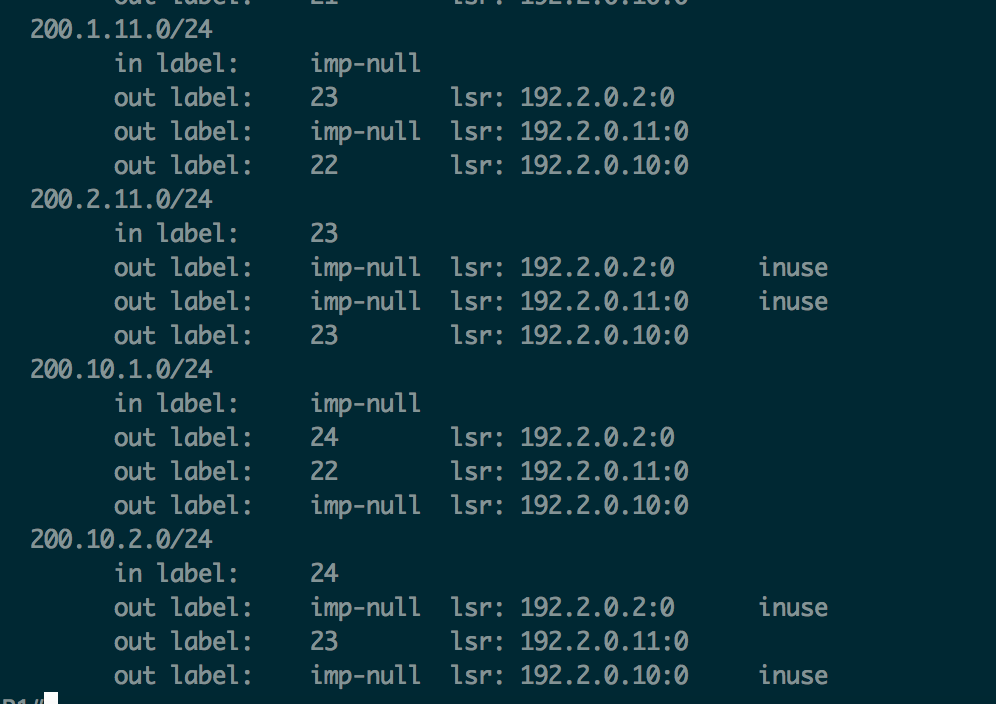 out label: 21 lsr: 192.2.0.10:0
200.1.11.0/24
in label: imp-null
out label: 23 lsr: 192.2.0.2:0
out label: imp-null lsr: 192.2.0.11:0
out label: 22 lsr: 192.2.0.10:0
200.2.11.0/24
in label: 23
out label: imp-null lsr: 192.2.0.2:0 inuse
out label: imp-null lsr: 192.2.0.11:0 inuse
out label: 23 lsr: 192.2.0.10:0
200.10.1.0/24
in label: imp-null
out label: 24 lsr: 192.2.0.2:0
out label: 22 lsr: 192.2.0.11:0
out label: imp-null lsr: 192.2.0.10:0
200.10.2.0/24
in label: 24
out label: imp-null lsr: 192.2.0.2:0 inuse
out label: 23 lsr: 192.2.0.11:0
out label: imp-null lsr: 192.2.0.10:0 inuse